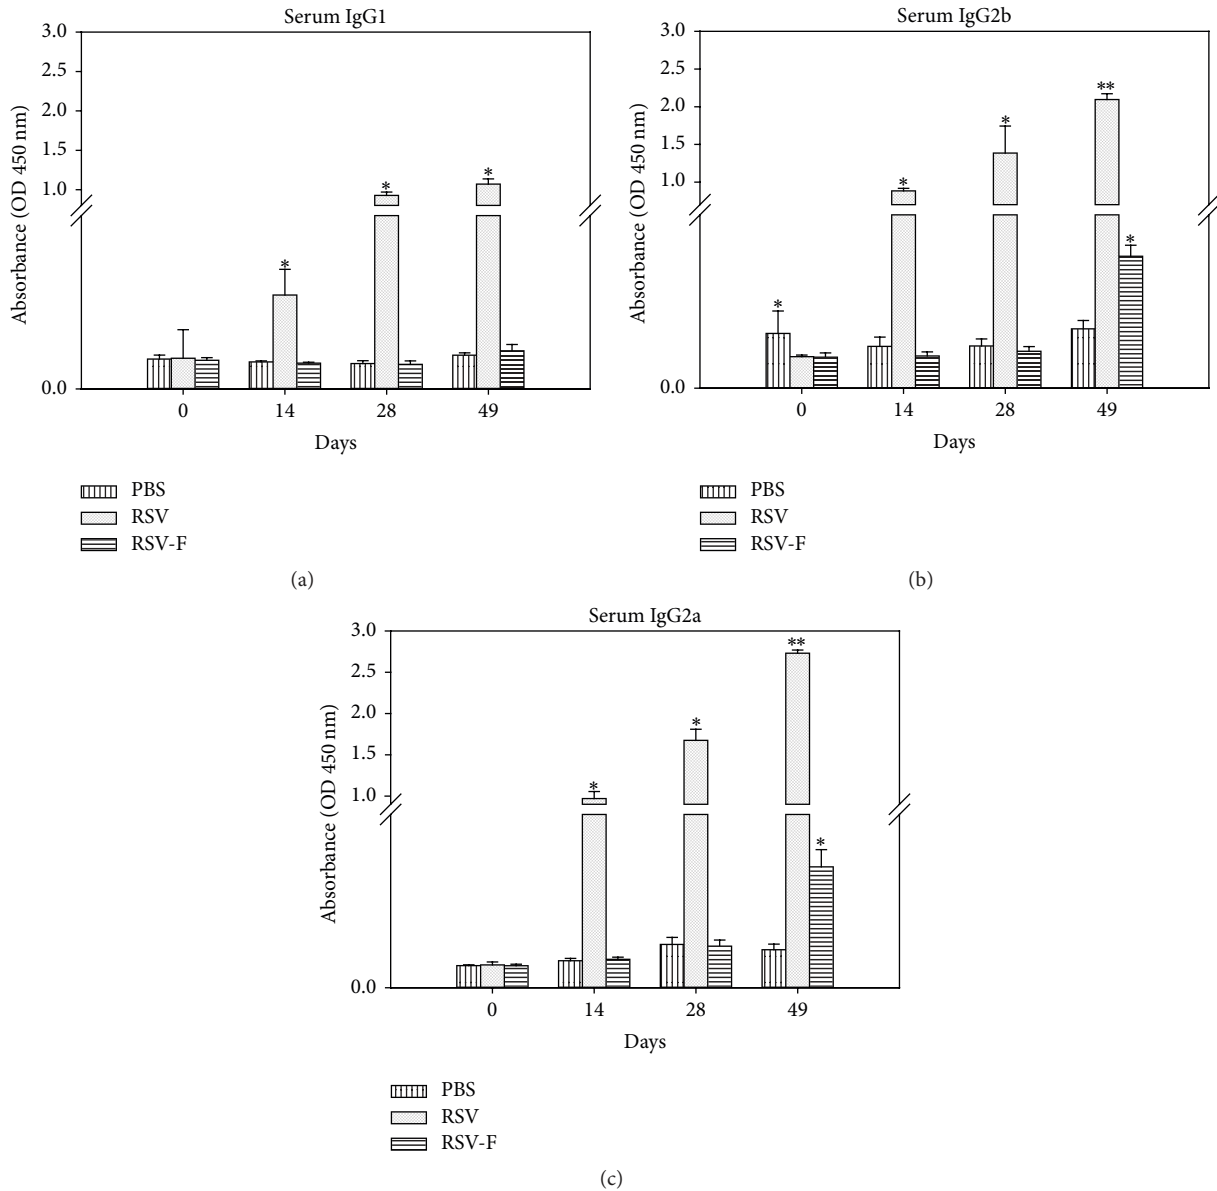 Serum IgG1
Absorbance (OD 450 nm)
3.0
2.5
2.0
1.5
1.0
0.0
*
*
*
0
14
28
49
Days
PBS
RSV
RSV-F
(a)
Serum IgG2b
Absorbance (OD 450 nm)
3.0
2.5
2.0
1.5
1.0
0.0
*
*
*
**
*
0
14
28
49
Days
PBS
RSV
RSV-F
(b)
Serum IgG2a
Absorbance (OD 450 nm)
3.0
2.5
2.0
1.5
1.0
0.0
*
*
**
*
0
14
28
49
Days
PBS
RSV
RSV-F
(c)